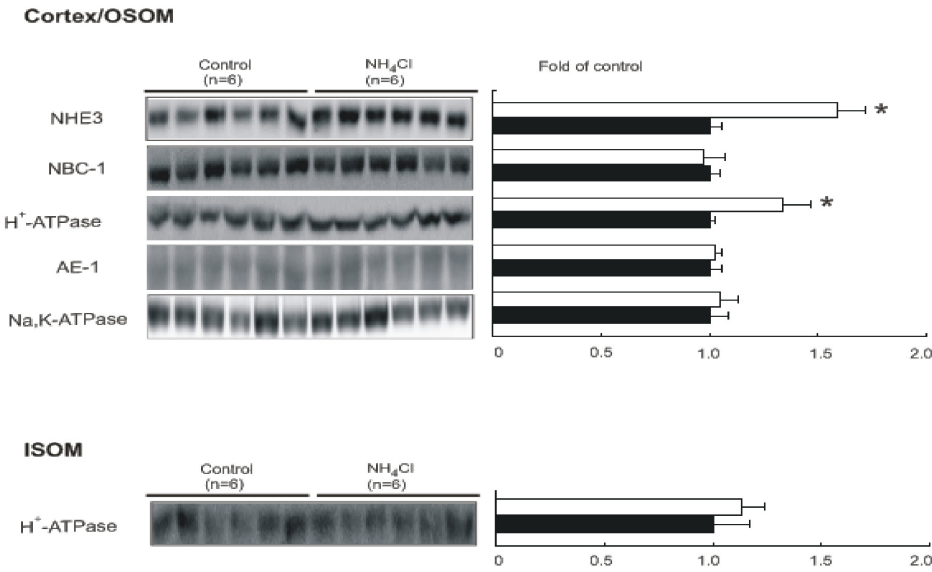 Cortex/OSOM
Control
(n=6)
NH4Cl
(n=6)
Fold of control
NHE3
*
NBC-1
H+-ATPase
*
AE-1
Na,K-ATPase
0 0.5 1.0 1.5 2.0
ISOM
Control
(n=6)
NH4Cl
(n=6)
H+-ATPase
0 0.5 1.0 1.5 2.0